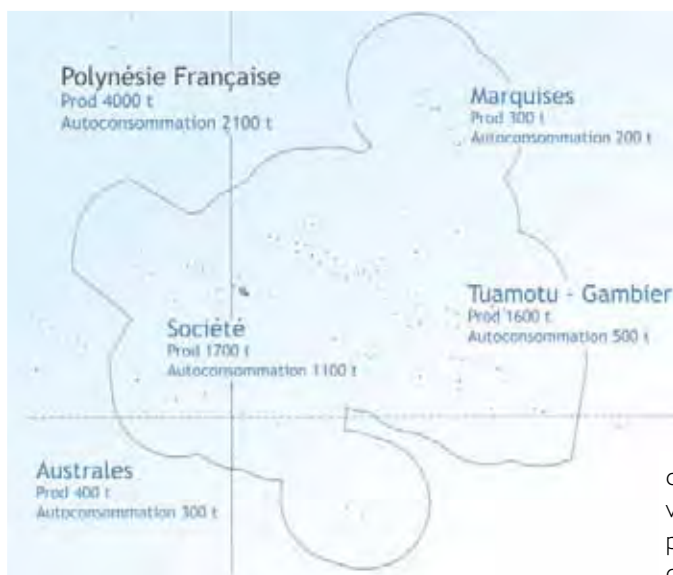 Polynésie Française
Prod 4000 t
Autoconsommation 2100 t
Marquises
Prod 300 t
Autoconsommation 200 t
Tuamotu - Gambier
Prod 1600 t
Autoconsommation 500 t
Société
Prod 1700 t
Autoconsommation 1100 t
Australes
Prod 400 t
Autoconsommation 300 t